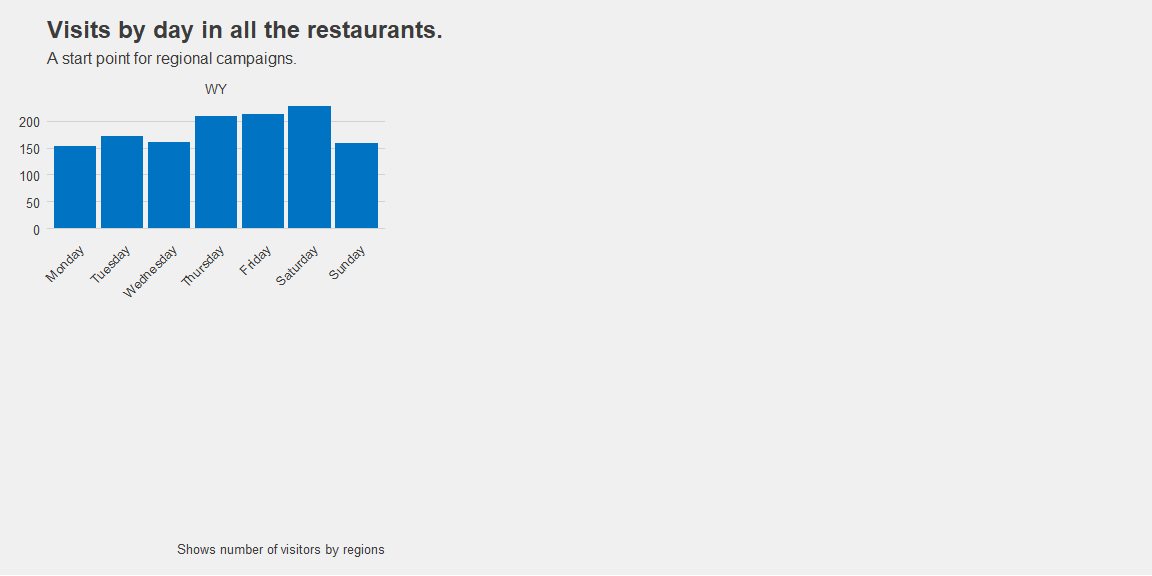 Visits by day in all the restaurants.
A start point for regional campaigns.
WY
200
150
100
50
0
Monday
Tuesday
Wednesday
Thursday
Friday
Saturday
Sunday
Shows number of visitors by regions